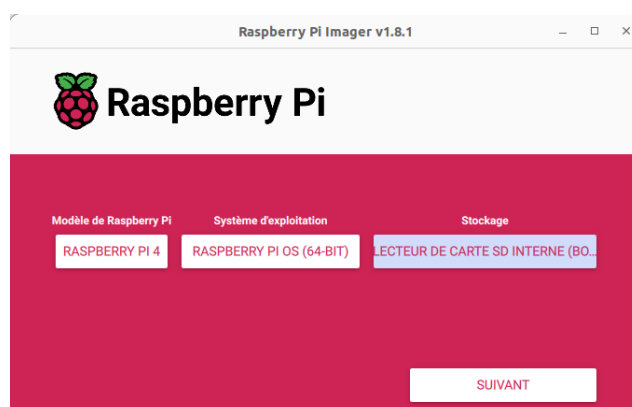 Raspberry Pi Imager v1.8.1
Raspberry Pi
Modèle de Raspberry Pi Système d'exploitation Stockage
RASPBERRY PI 4 RASPBERRY PI OS (64-BIT) LECTEUR DE CARTE SD INTERNE (BO...
SUIVANT